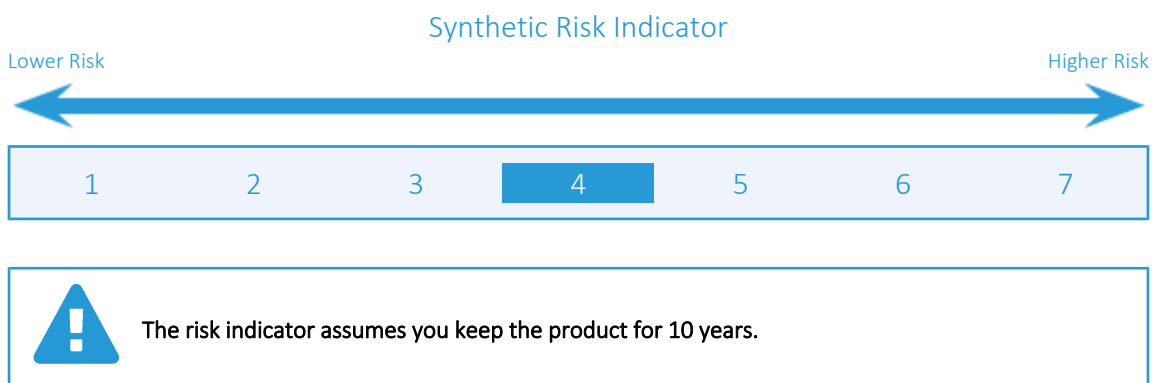 Synthetic Risk Indicator
Lower Risk Higher Risk
1 2 3 4 5 6 7
The risk indicator assumes you keep the product for 10 years.